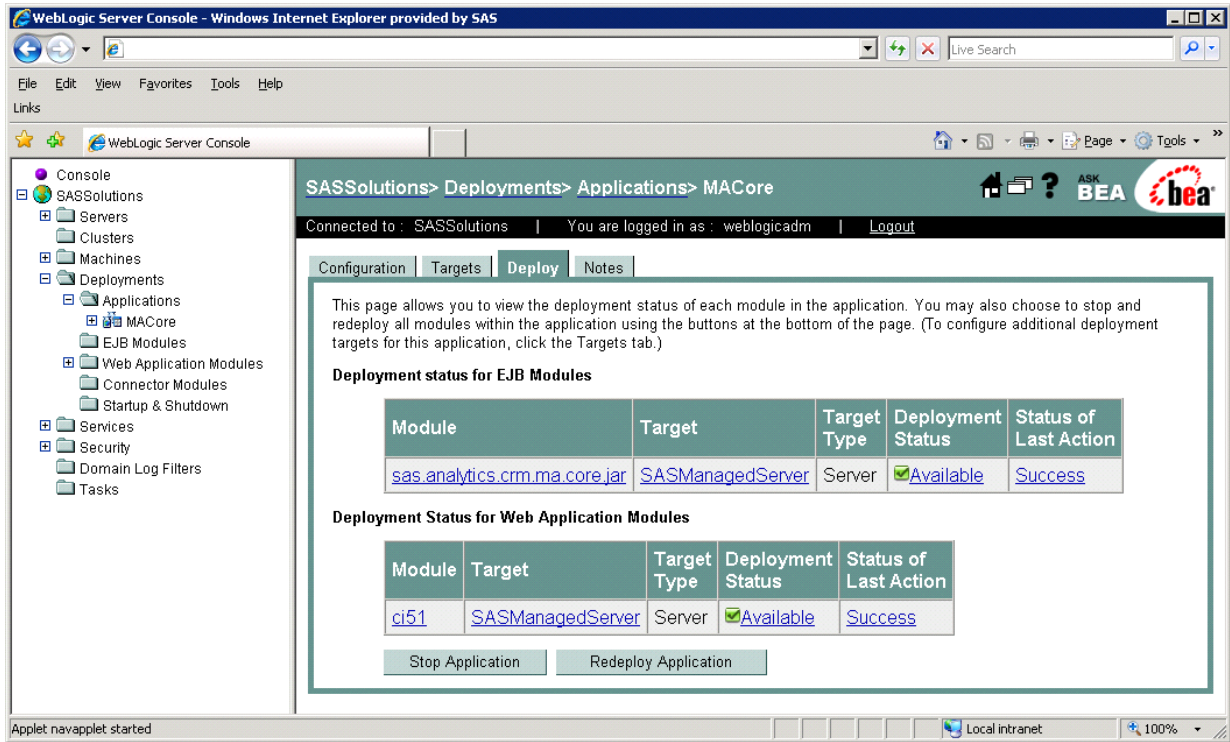 WebLogic Server Console - Windows Internet Explorer provided by SAS
Live Search
File Edit View Favorites Tools Help
Links
WebLogic Server Console
Page Tools »
Console
SASSolutions
Servers
Clusters
Machines
Deployments
Applications
MACore
EJB Modules
Web Application Modules
Connector Modules
Startup & Shutdown
Services
Security
Domain Log Filters
Tasks
SASSolutions> Deployments> Applications> MACore
? ASK BEA bea
Connected to : SASSolutions | You are logged in as : weblogicadm | Logout
Configuration Targets Deploy Notes
This page allows you to view the deployment status of each module in the application. You may also choose to stop and
redeploy all modules within the application using the buttons at the bottom of the page. (To configure additional deployment
targets for this application, click the Targets tab.)
Deployment status for EJB Modules
Module Target Target Type Deployment Status Status of Last Action
sas.analytics.crm.ma.core.jar SASManagedServer Server Available Success
Deployment Status for Web Application Modules
Module Target Target Type Deployment Status Status of Last Action
ci51 SASManagedServer Server Available Success
Stop Application Redeploy Application
Applet navapplet started
Local intranet
100%